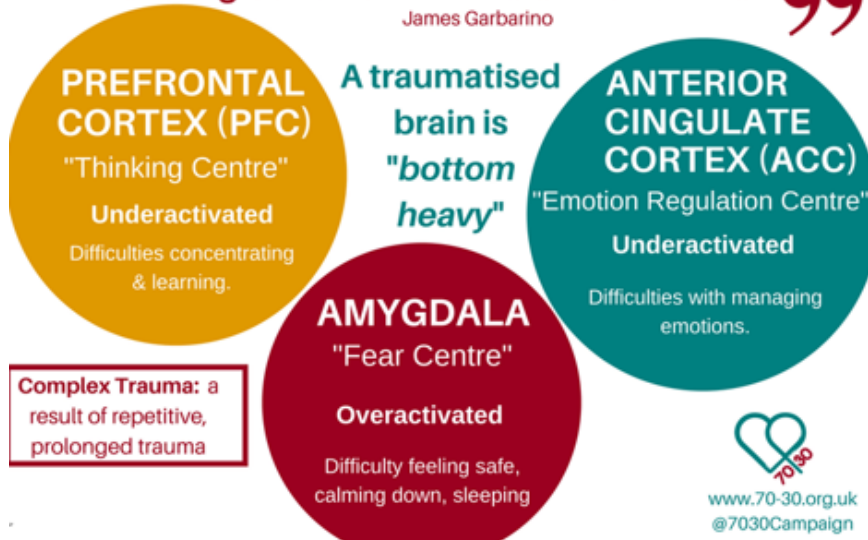 James Garbarino
”
PREFRONTAL
CORTEX (PFC)
"Thinking Centre"
Underactivated
Difficulties concentrating
& learning.
A traumatised
brain is
"bottom
heavy"
ANTERIOR
CINGULATE
CORTEX (ACC)
"Emotion Regulation Centre"
Underactivated
Difficulties with managing
emotions.
AMYGDALA
"Fear Centre"
Overactivated
Difficulty feeling safe,
calming down, sleeping
Complex Trauma: a
result of repetitive,
prolonged trauma
70/30
www.70-30.org.uk
@7030Campaign